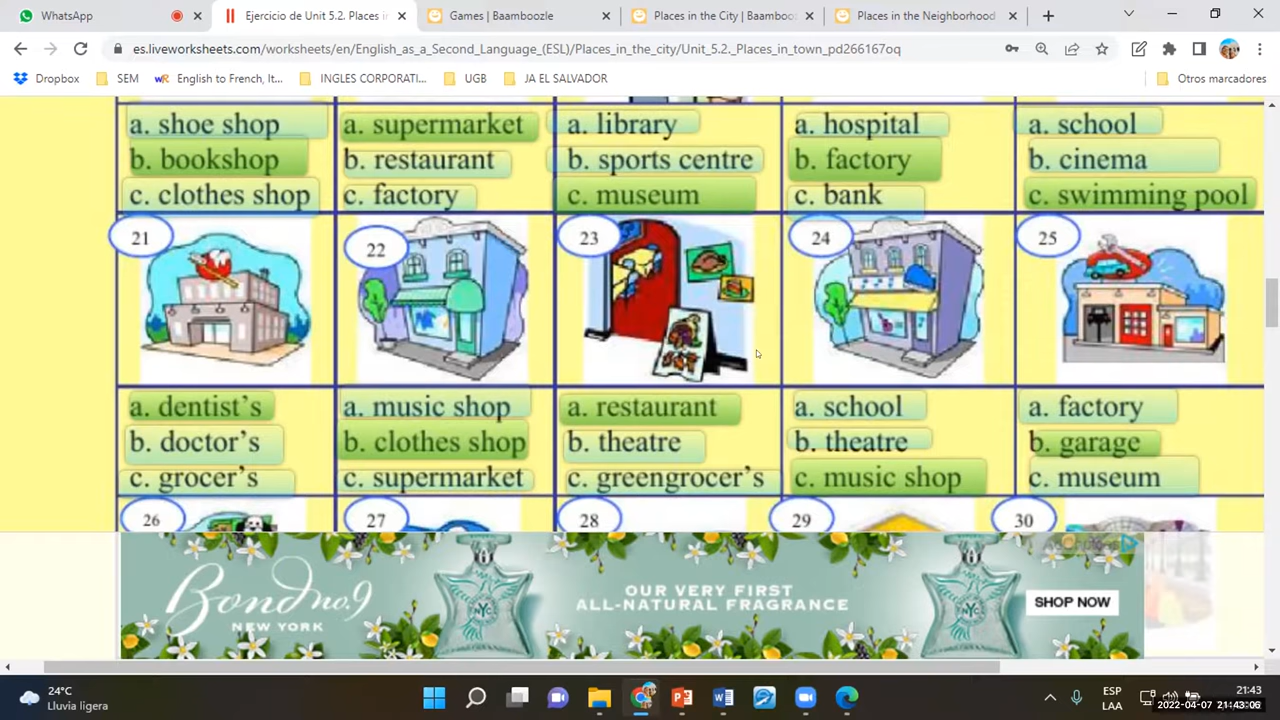 WhatsApp
Ejercicio de Unit 5.2. Places in
Games | Baamboozle
Places in the City | Baambooz
Places in the Neighborhood
es.liveworksheets.com/worksheets/en/English_as_a_Second_Language_(ESL)/Places_in_the_city/Unit_5.2._Places_in_town_pd266167oq
Dropbox
SEM
English to French, It...
INGLES CORPORATI...
UGB
JA EL SALVADOR
Otros marcadores
a. shoe shop
b. bookshop
c. clothes shop
a. supermarket
b. restaurant
c. factory
a. library
b. sports centre
c. museum
a. hospital
b. factory
c. bank
a. school
b. cinema
c. swimming pool
21
22
23
24
25
a. dentist's
b. doctor's
c. grocer's
a. music shop
b. clothes shop
c. supermarket
a. restaurant
b. theatre
c. greengrocer's
a. school
b. theatre
c. music shop
a. factory
b. garage
c. museum
26
27
28
29
30
Bond no.9
NEW YORK
NYC
OUR VERY FIRST
ALL-NATURAL FRAGRANCE
NYC
SHOP NOW
24°C
Lluvia ligera
ESP
LAA
21:43
2022-04-07 21:43:06